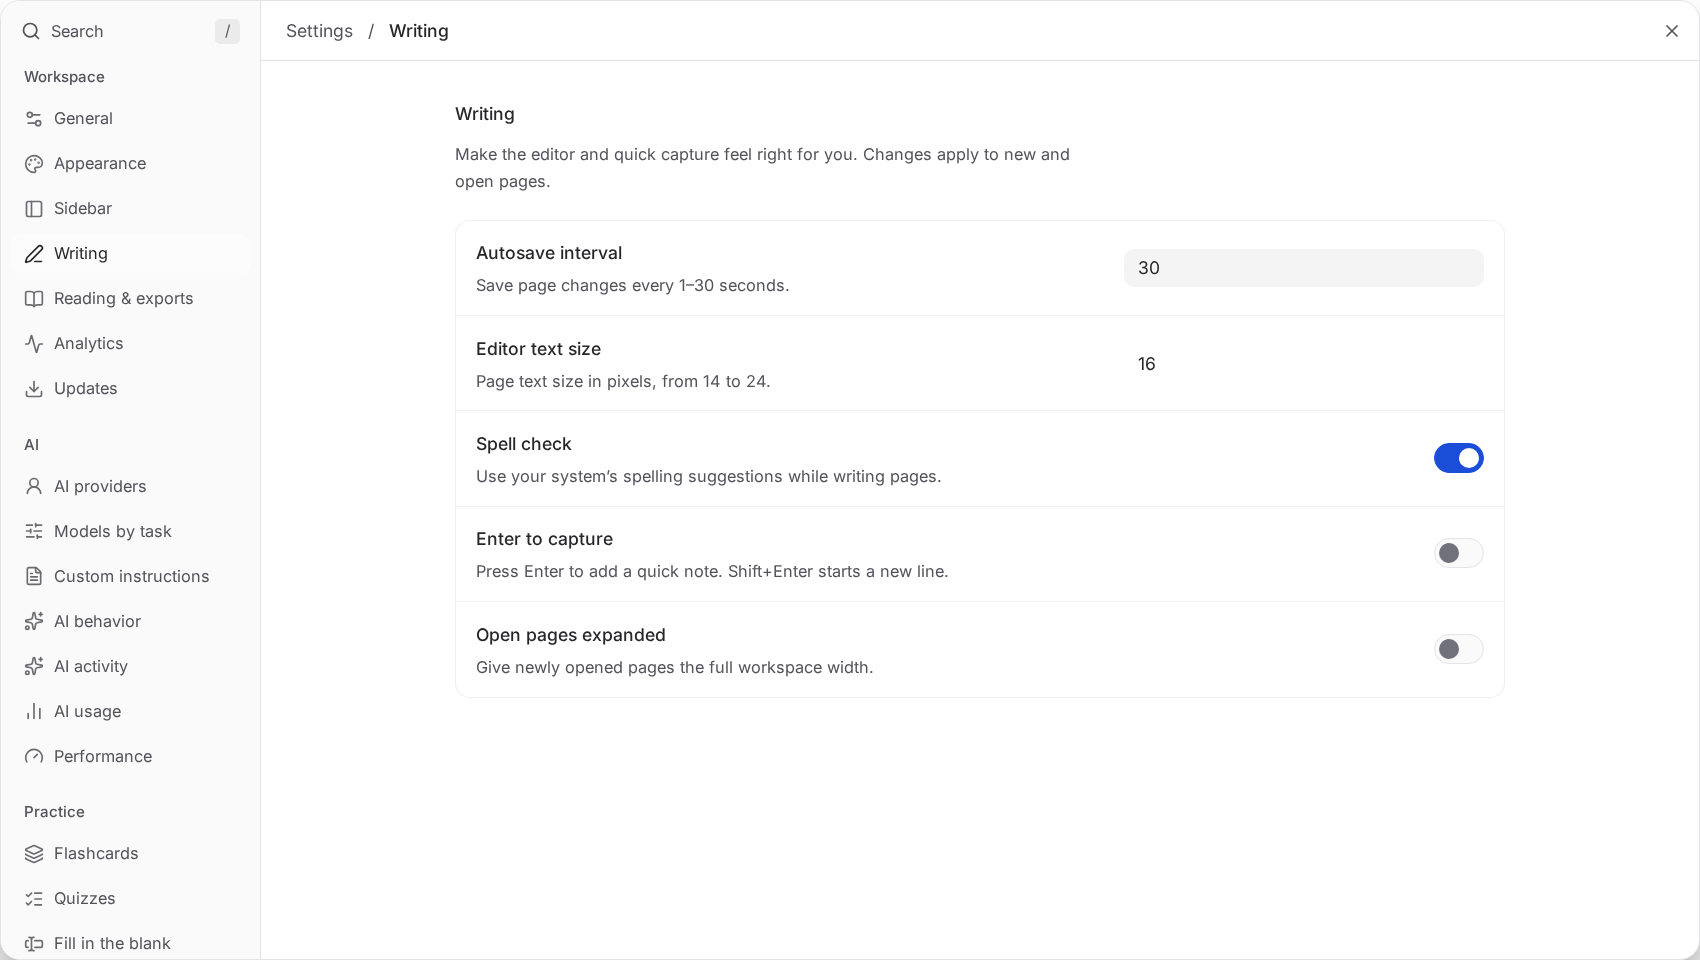 Search
/
Workspace
General
Appearance
Sidebar
Writing
Reading & exports
Analytics
Updates
AI
AI providers
Models by task
Custom instructions
AI behavior
AI activity
AI usage
Performance
Practice
Flashcards
Quizzes
Fill in the blank
Settings / Writing
Writing
Make the editor and quick capture feel right for you. Changes apply to new and
open pages.
Autosave interval
Save page changes every 1–30 seconds.
30
Editor text size
Page text size in pixels, from 14 to 24.
16
Spell check
Use your system’s spelling suggestions while writing pages.
Enter to capture
Press Enter to add a quick note. Shift+Enter starts a new line.
Open pages expanded
Give newly opened pages the full workspace width.